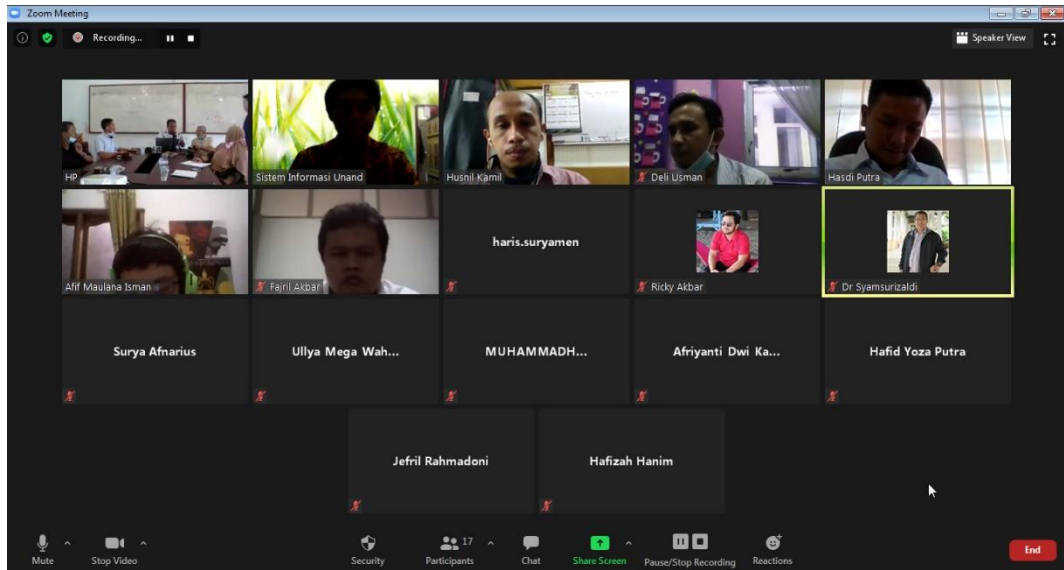 Zoom Meeting
Recording...
Speaker View
HP
Sistem Informasi Unand
Husnil Kamil
Deli Usman
Hasdi Putra
Afif Maulana Isman
Fajril Akbar
haris.suryamen
Ricky Akbar
Dr Syamsurizaldi
Surya Afnarius
Ullya Mega Wah...
MUHAMMADH...
Afriyanti Dwi Ka...
Hafid Yoza Putra
Jefril Rahmadoni
Hafizah Hanim
Mute
Stop Video
Security
Participants
17
Chat
Share Screen
Pause/Stop Recording
Reactions
End